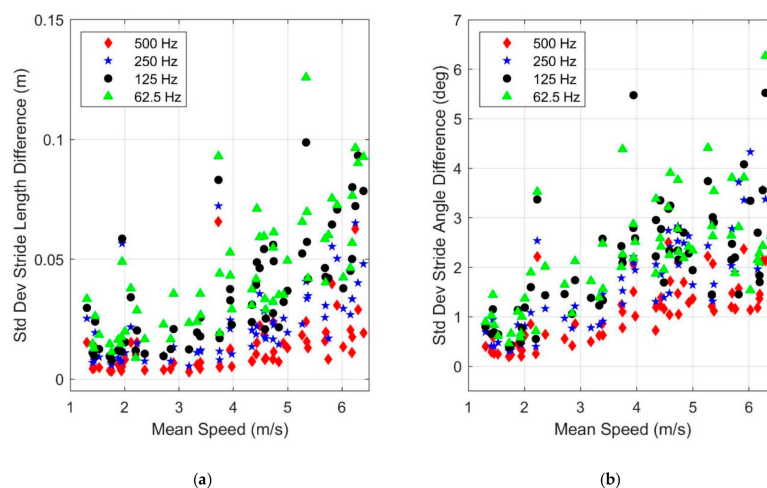 0.15
0.1
0.05
0
Std Dev Stride Length Difference (m)
500 Hz
250 Hz
125 Hz
62.5 Hz
1 2 3 4 5 6
Mean Speed (m/s)
(a)
7
6
5
4
3
2
1
0
Std Dev Stride Angle Difference (deg)
500 Hz
250 Hz
125 Hz
62.5 Hz
1 2 3 4 5 6
Mean Speed (m/s)
(b)